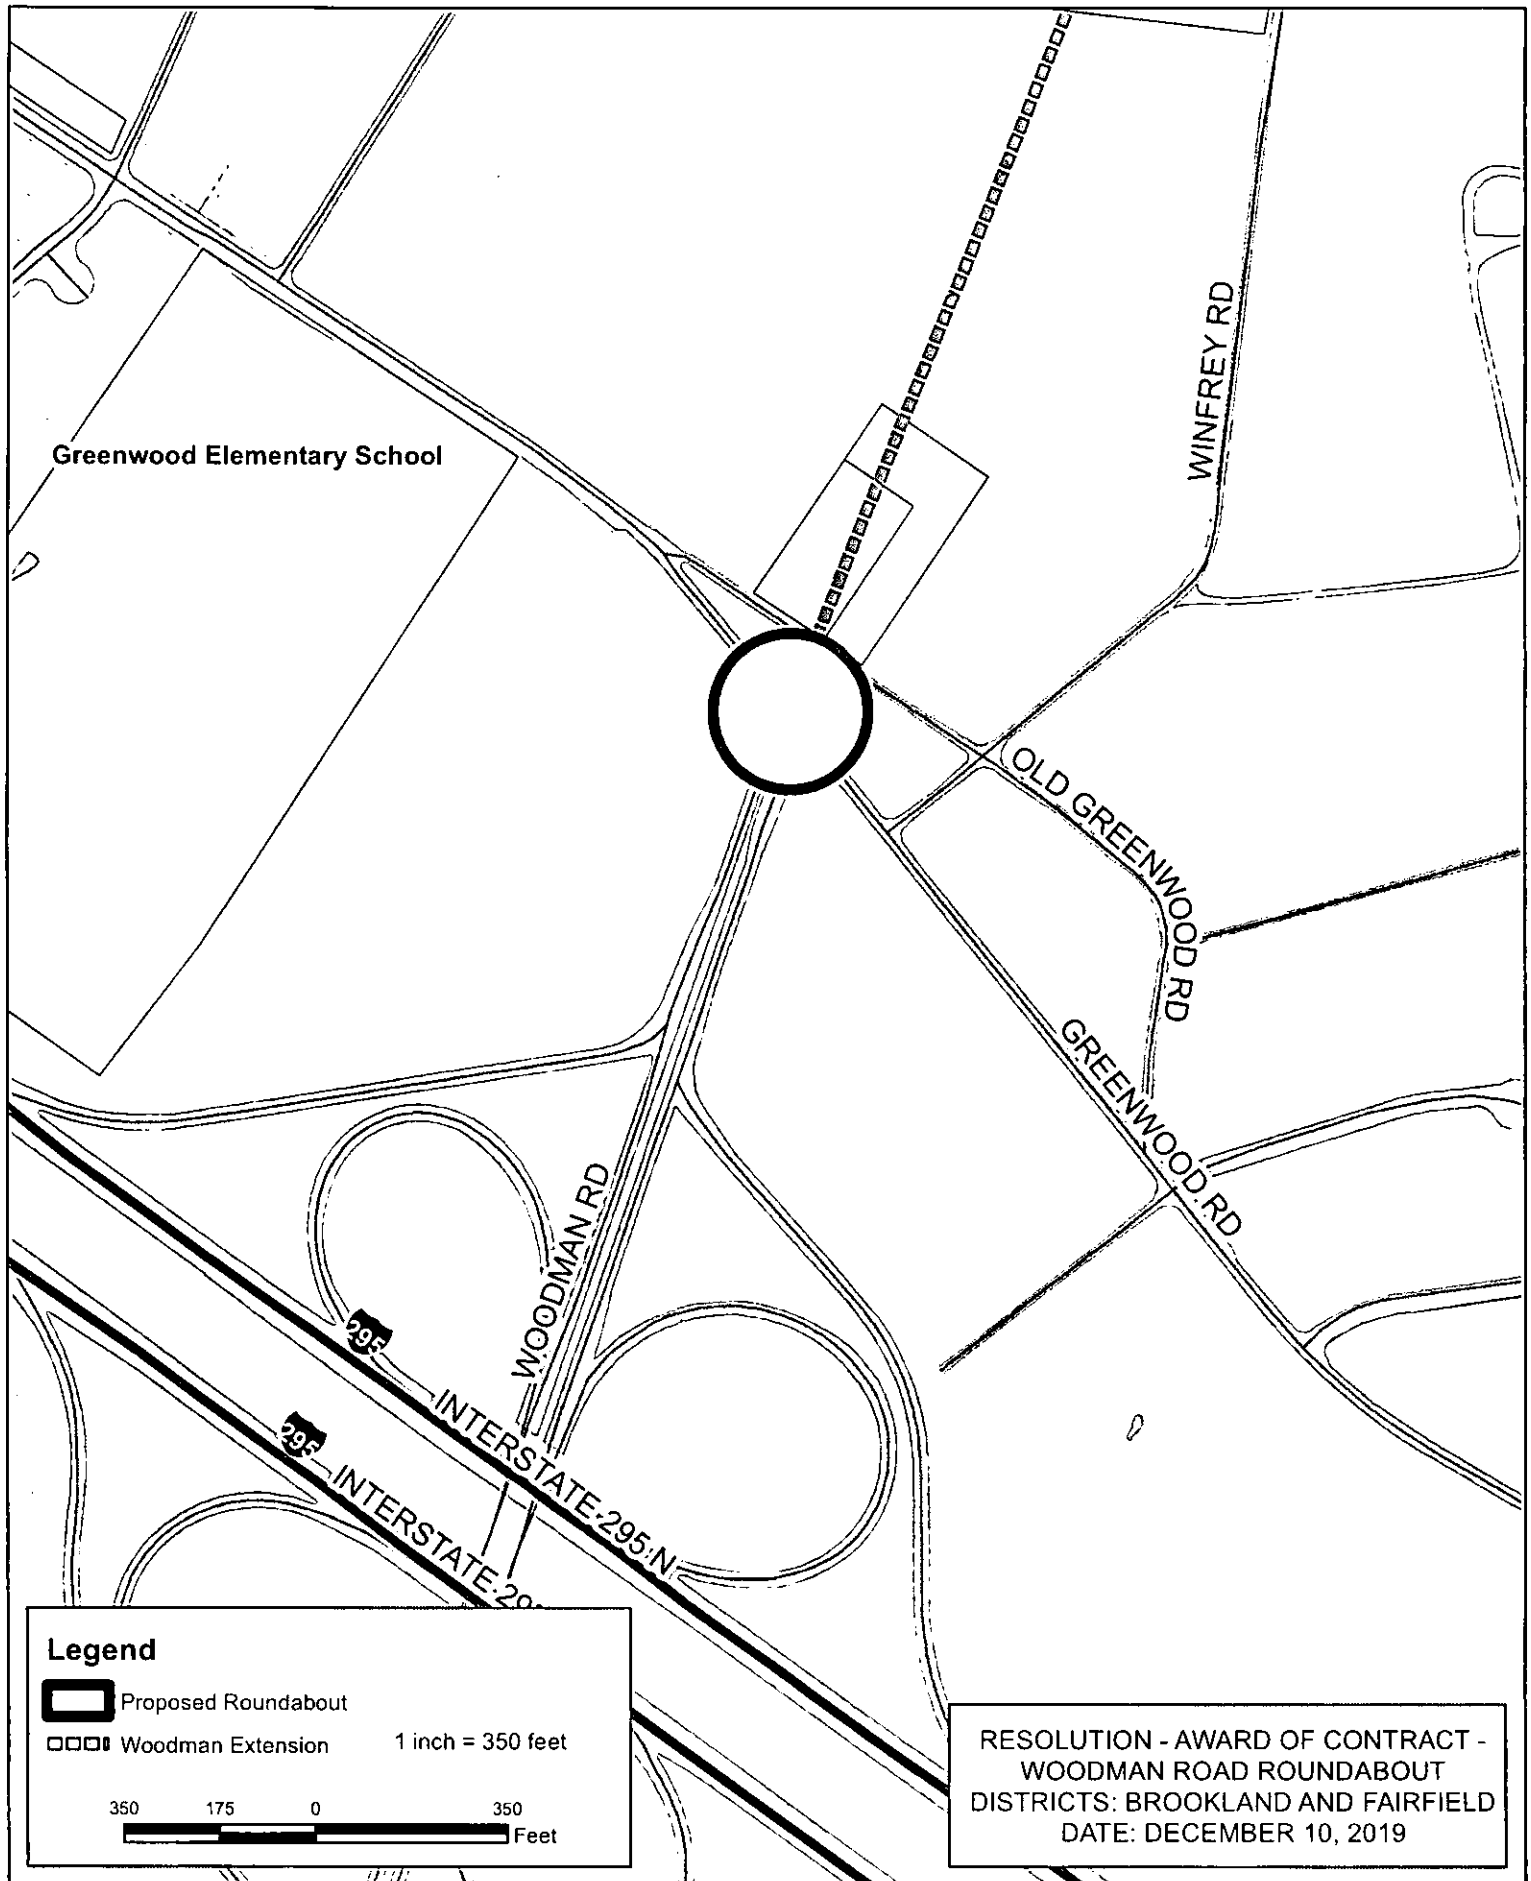 WINFREY RD
Greenwood Elementary School
OLD GREENWOOD RD
GREENWOOD RD
WOODMAN RD
295
INTERSTATE 295 N
295
INTERSTATE 29
Legend
Proposed Roundabout
Woodman Extension
1 inch = 350 feet
350 175 0 350
Feet
RESOLUTION - AWARD OF CONTRACT -
WOODMAN ROAD ROUNDABOUT
DISTRICTS: BROOKLAND AND FAIRFIELD
DATE: DECEMBER 10, 2019